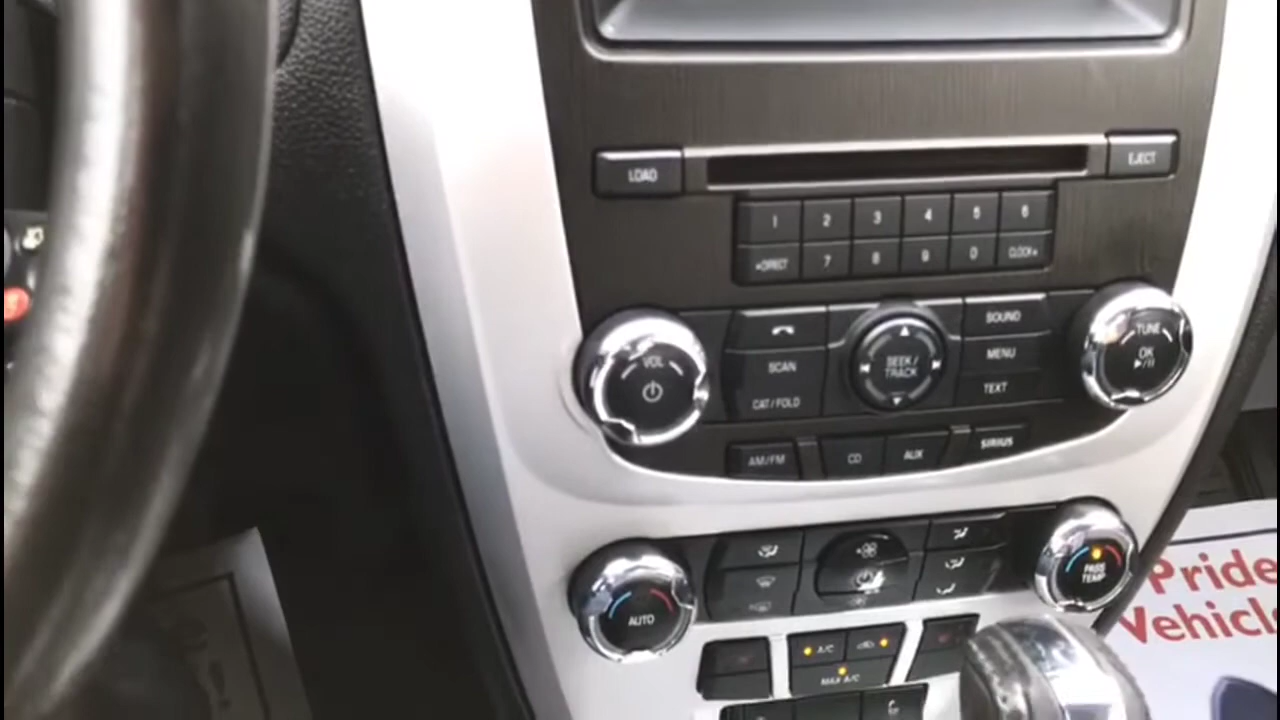 LOAD
EJECT
1 2 3 4 5 6
<DIRECT 7 8 9 0 CLOCK>
VOL
SCAN
CAT/FOLD
SEEK/
TRACK
SOUND
MENU
TEXT
TUNE
OK
AM/FM CD AUX SIRIUS
AUTO
PASS
TEMP
A/C
MAX A/C
Pride
Vehicle